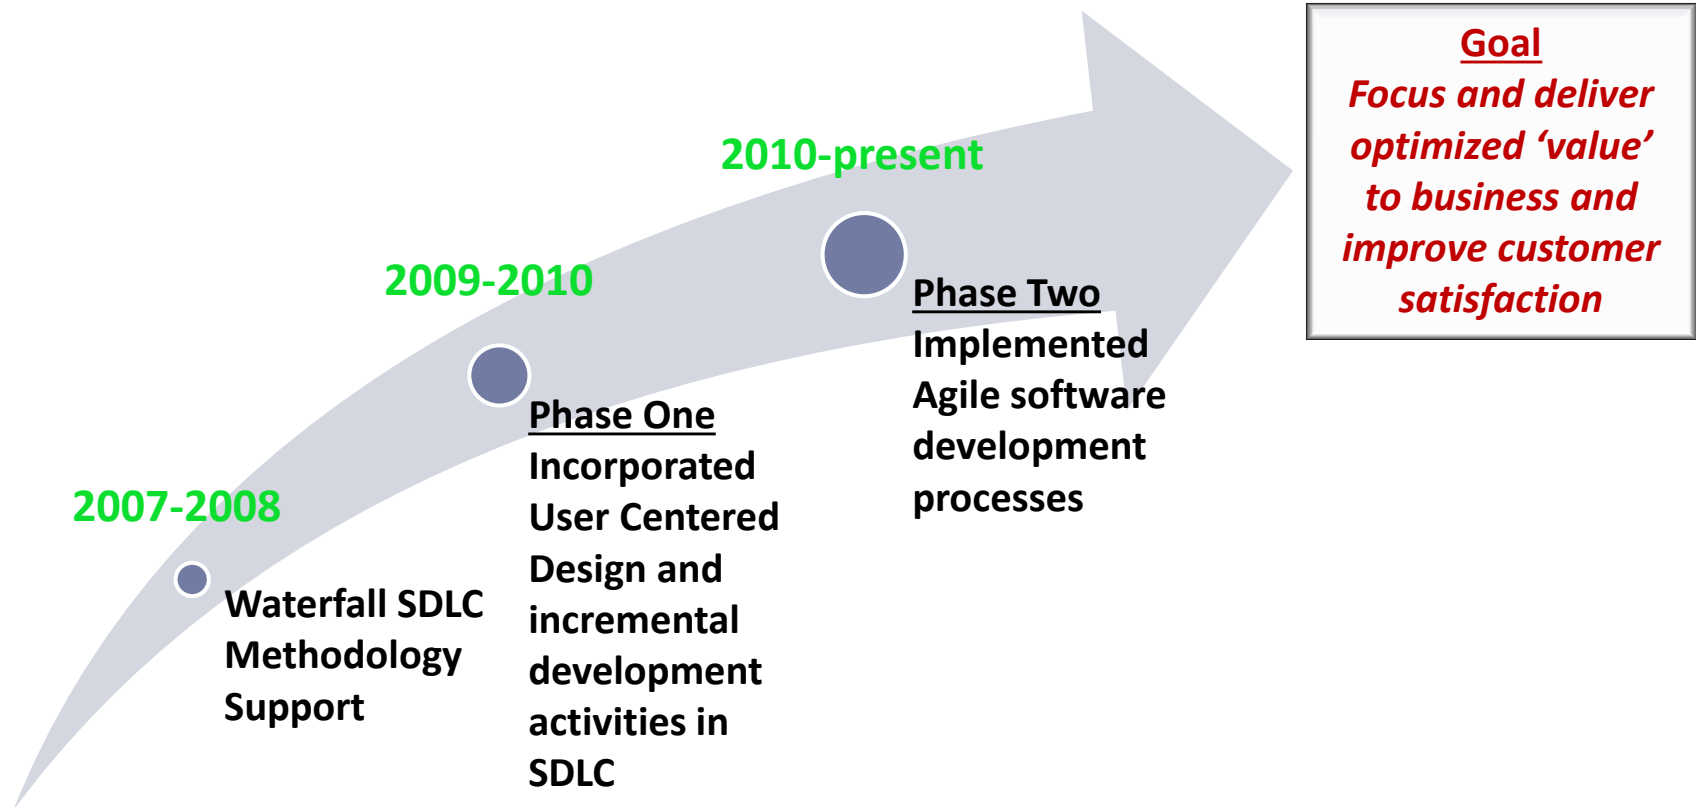 2007-2008
Waterfall SDLC
Methodology
Support
2009-2010
Phase One
Incorporated
User Centered
Design and
incremental
development
activities in
SDLC
2010-present
Phase Two
Implemented
Agile software
development
processes
Goal
Focus and deliver
optimized ‘value’
to business and
improve customer
satisfaction